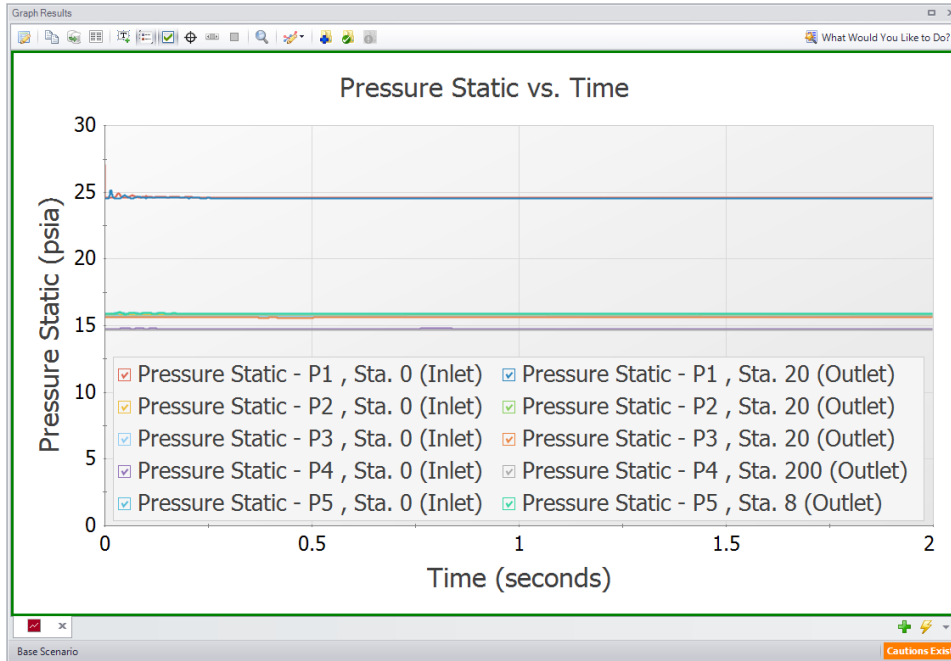 Graph Results
What Would You Like to Do?
Pressure Static vs. Time
Pressure Static (psia)
30
25
20
15
10
5
0
Pressure Static - P1 , Sta. 0 (Inlet) Pressure Static - P1 , Sta. 20 (Outlet)
Pressure Static - P2 , Sta. 0 (Inlet) Pressure Static - P2 , Sta. 20 (Outlet)
Pressure Static - P3 , Sta. 0 (Inlet) Pressure Static - P3 , Sta. 20 (Outlet)
Pressure Static - P4 , Sta. 0 (Inlet) Pressure Static - P4 , Sta. 200 (Outlet)
Pressure Static - P5 , Sta. 0 (Inlet) Pressure Static - P5 , Sta. 8 (Outlet)
0 0.5 1 1.5 2
Time (seconds)
Base Scenario Cautions Exis